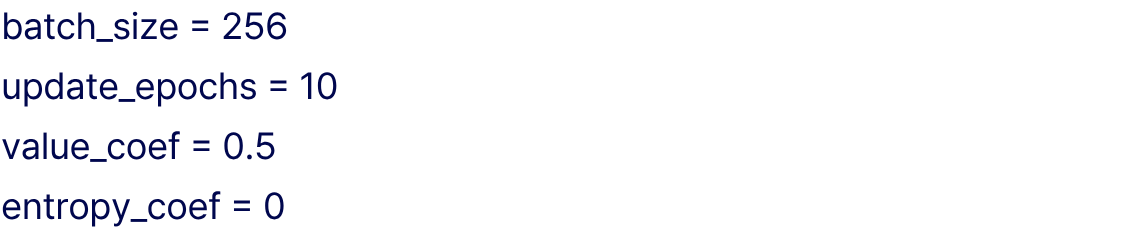 batch_size = 256
update_epochs = 10
value_coef = 0.5
entropy_coef = 0